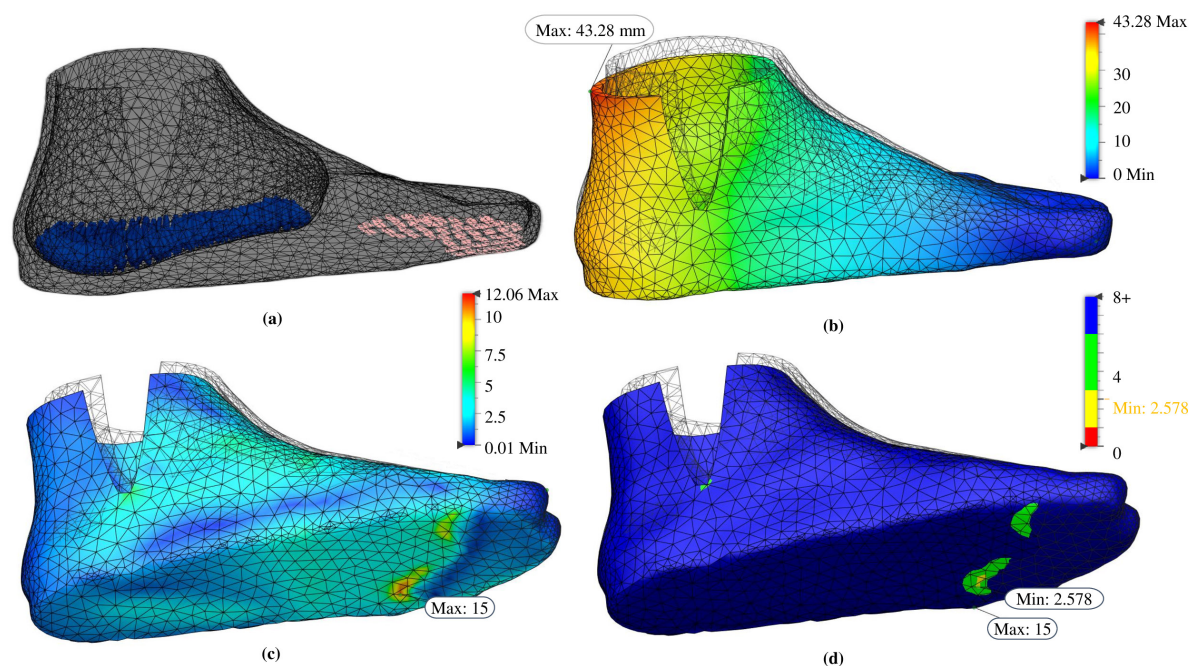 Max: 43.28 mm
43.28 Max
30
20
10
0 Min
(a)
(b)
12.06 Max
10
7.5
5
2.5
0.01 Min
8+
4
Min: 2.578
0
Max: 15
Min: 2.578
Max: 15
(c)
(d)